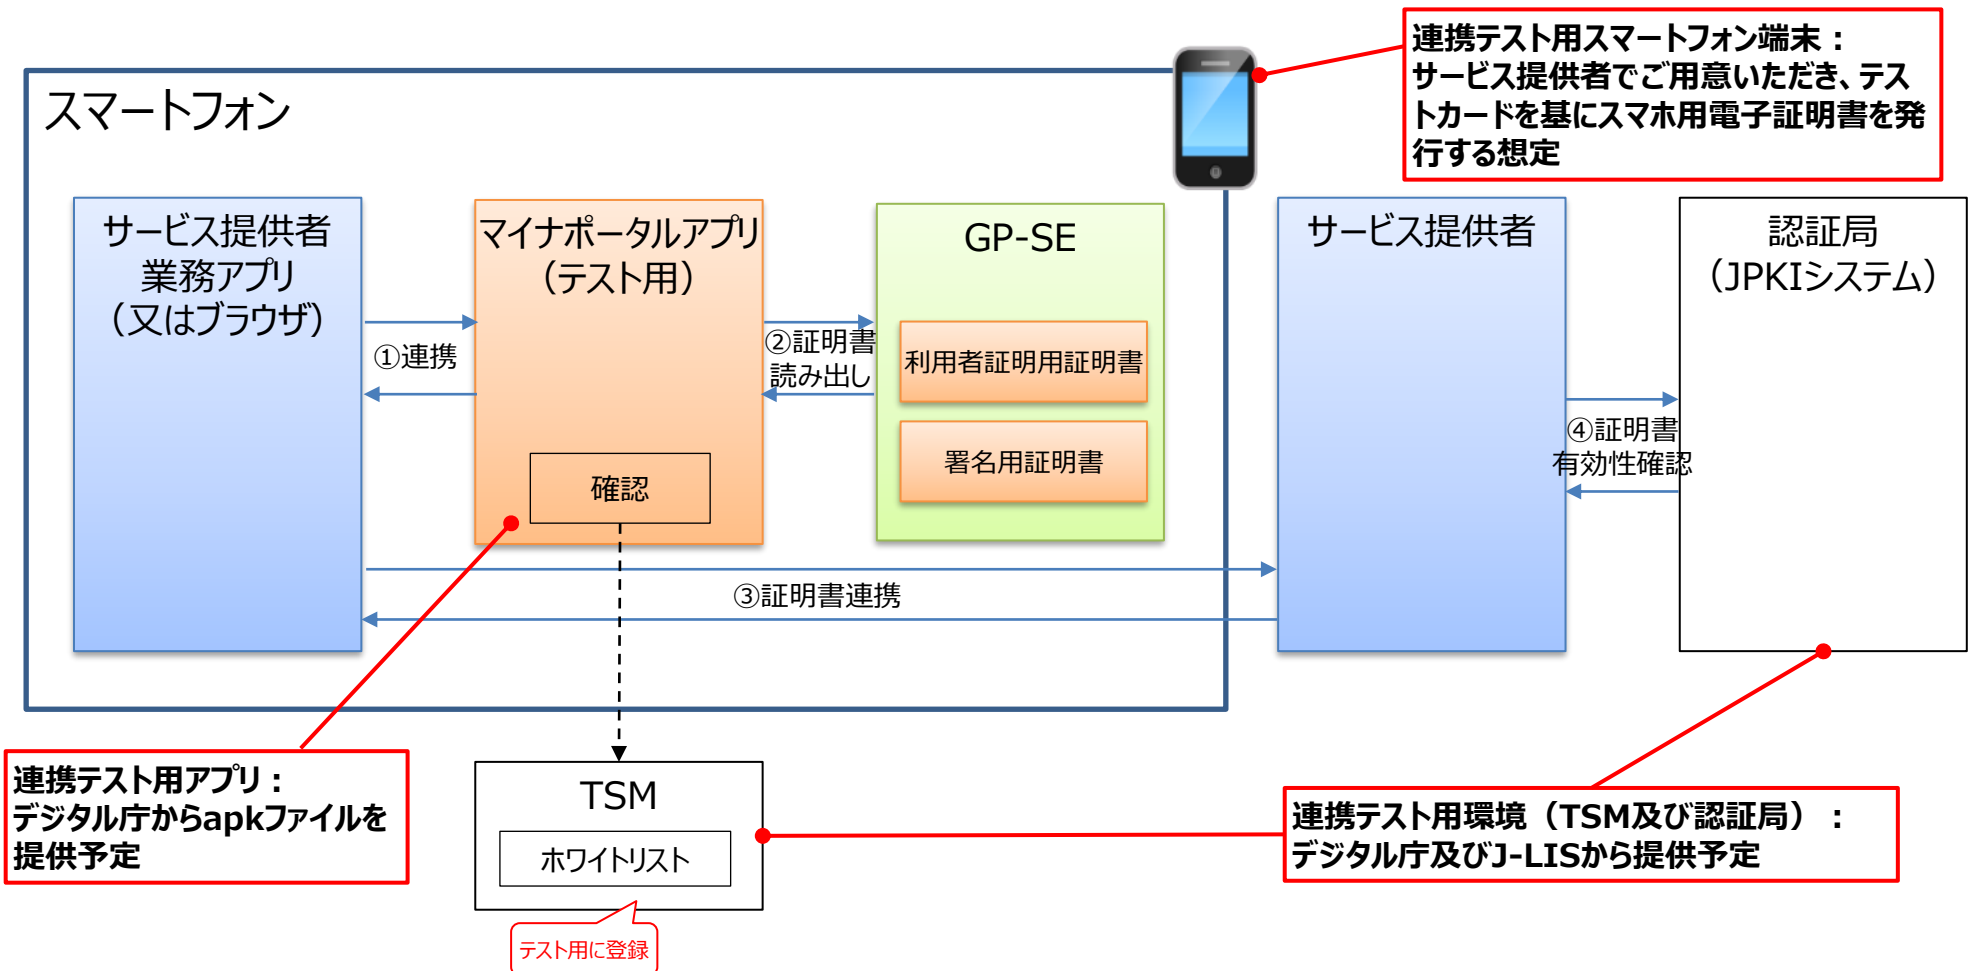 連携テスト用スマートフォン端末：
サービス提供者でご用意いただき、テス
トカードを基にスマホ用電子証明書を発
行する想定
スマートフォン
サービス提供者
業務アプリ
（又はブラウザ）
マイナポータルアプリ
（テスト用）
GP-SE
サービス提供者
認証局
（JPKIシステム）
①連携
②証明書
読み出し
利用者証明用証明書
署名用証明書
④証明書
有効性確認
確認
③証明書連携
連携テスト用アプリ：
デジタル庁からapkファイルを
提供予定
TSM
ホワイトリスト
テスト用に登録
連携テスト用環境（TSM及び認証局）：
デジタル庁及びJ-LISから提供予定